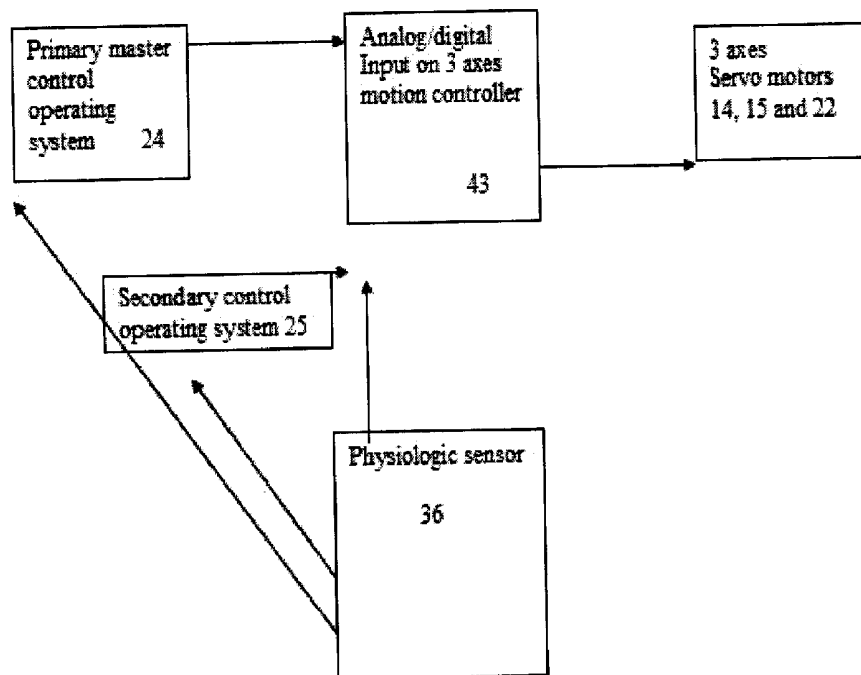 Primary master
control
operating
system 24
Analog/digital
Input on 3 axes
motion controller
43
3 axes
Servo motors
14, 15 and 22
Secondary control
operating system 25
Physiologic sensor
36